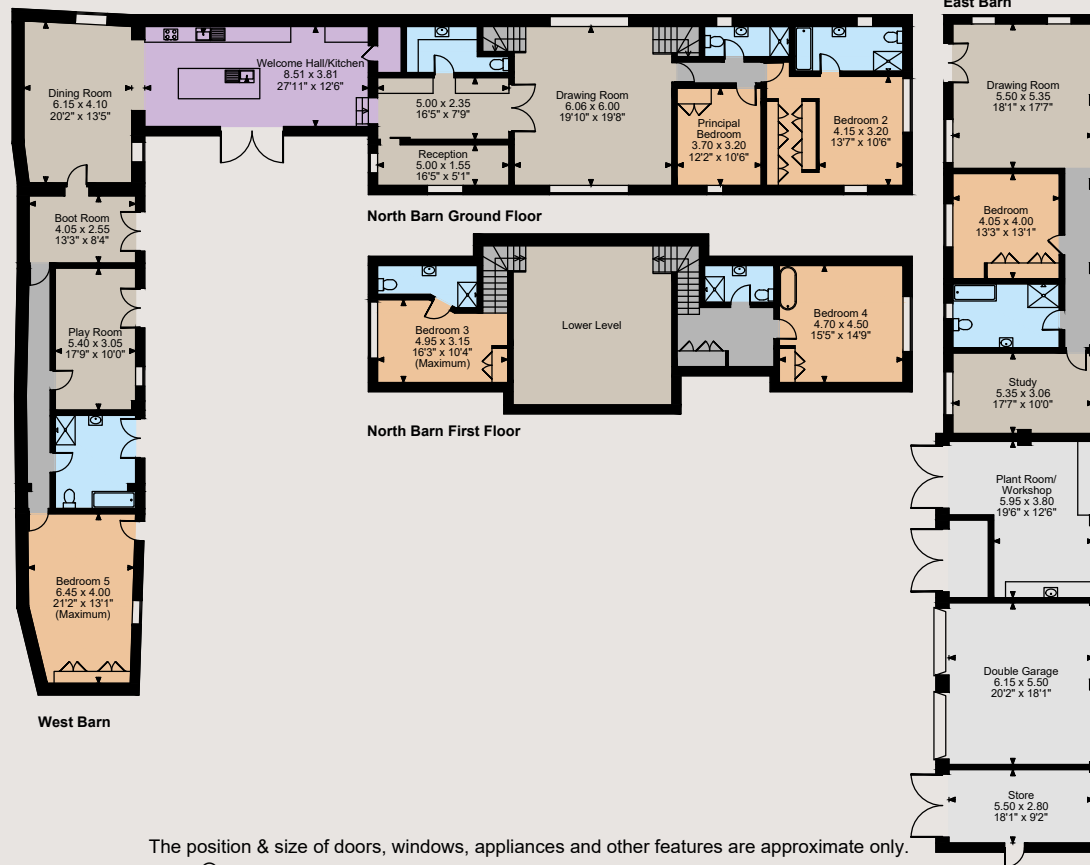 East Barn
Dining Room
6.15 x 4.10
20'2" x 13'5"
Welcome Hall/Kitchen
8.51 x 3.81
27'11" x 12'6"
5.00 x 2.35
16'5" x 7'9"
Reception
5.00 x 1.55
16'5" x 5'1"
Drawing Room
6.06 x 6.00
19'10" x 19'8"
Principal
Bedroom
3.70 x 3.20
12'2" x 10'6"
Bedroom 2
4.15 x 3.20
13'7" x 10'6"
North Barn Ground Floor
Boot Room
4.05 x 2.55
13'3" x 8'4"
Play Room
5.40 x 3.05
17'9" x 10'0"
Bedroom 5
6.45 x 4.00
21'2" x 13'1"
(Maximum)
West Barn
Bedroom 3
4.95 x 3.15
16'3" x 10'4"
(Maximum)
Lower Level
Bedroom 4
4.70 x 4.50
15'5" x 14'9"
North Barn First Floor
Drawing Room
5.50 x 5.35
18'1" x 17'7"
Bedroom
4.05 x 4.00
13'3" x 13'1"
Study
5.35 x 3.06
17'7" x 10'0"
Plant Room/
Workshop
5.95 x 3.80
19'6" x 12'6"
Double Garage
6.15 x 5.50
20'2" x 18'1"
Store
5.50 x 2.80
18'1" x 9'2"
The position & size of doors, windows, appliances and other features are approximate only.